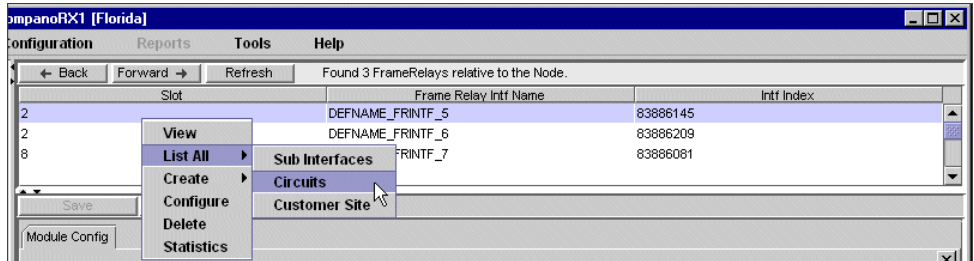 ompanoRX1 [Florida]
onfiguration Reports Tools Help
← Back Forward → Refresh Found 3 FrameRelays relative to the Node.
Slot Frame Relay Intf Name Intf Index
2 DEFNAME_FRINTF_5 83886145
2 DEFNAME_FRINTF_6 83886209
8 FRINTF_7 83886081
View
List All
Create
Configure
Delete
Statistics
Sub Interfaces
Circuits
Customer Site
Save
Module Config